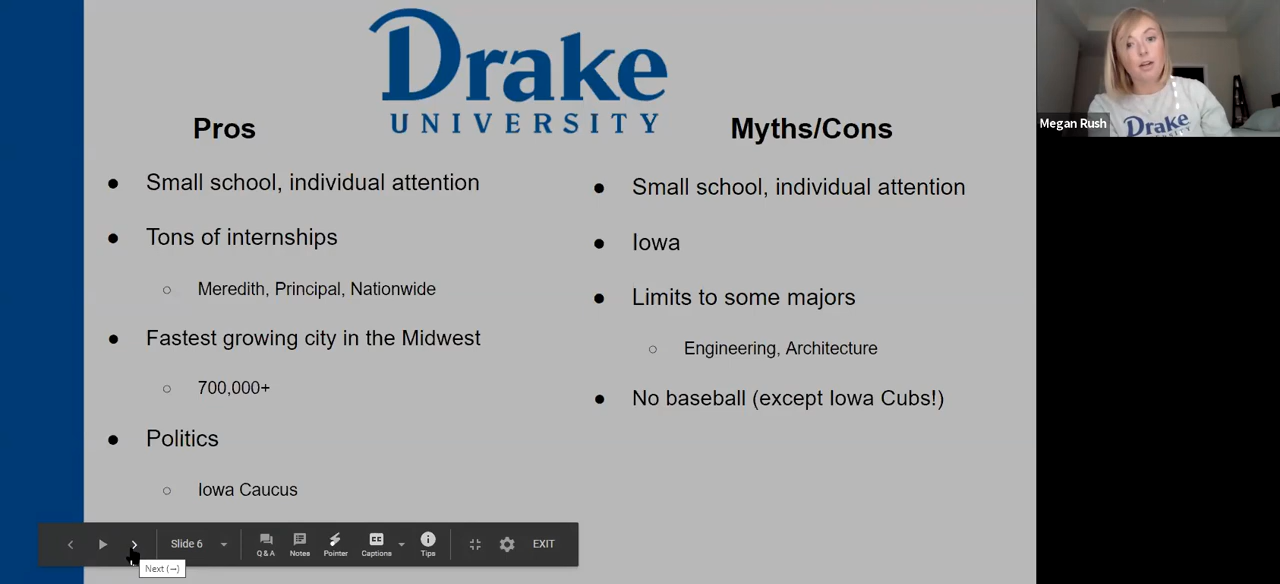 Drake
UNIVERSITY
Pros
Small school, individual attention
Tons of internships
Meredith, Principal, Nationwide
Fastest growing city in the Midwest
700,000+
Politics
Iowa Caucus
Myths/Cons
Small school, individual attention
Iowa
Limits to some majors
Engineering, Architecture
No baseball (except Iowa Cubs!)
Megan Rush
Drake
Slide 6
Q & A
Notes
Pointer
CC
Captions
Tips
EXIT
Next (→)